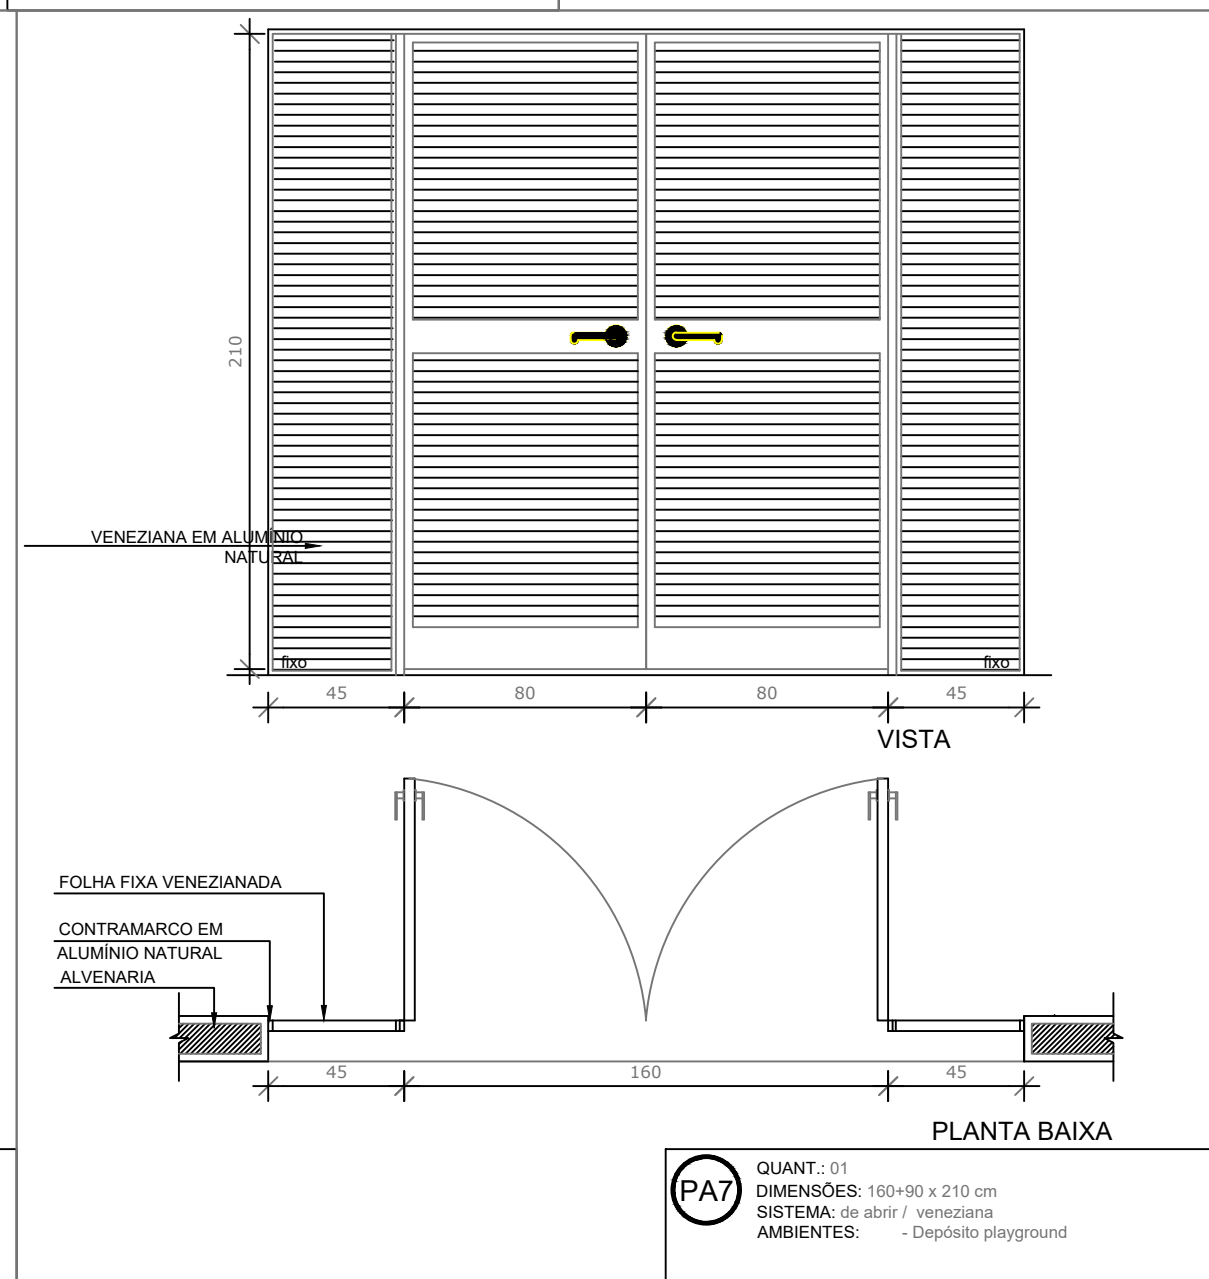 210
VENEZIANA EM ALUMÍNIO
NATURAL
fixo
fixo
45
80
80
45
VISTA
FOLHA FIXA VENEZIANADA
CONTRAMARCO EM
ALUMÍNIO NATURAL
ALVENARIA
45
160
45
PLANTA BAIXA
PA7
QUANT.: 01
DIMENSÕES: 160+90 x 210 cm
SISTEMA: de abrir / veneziana
AMBIENTES: - Depósito playground